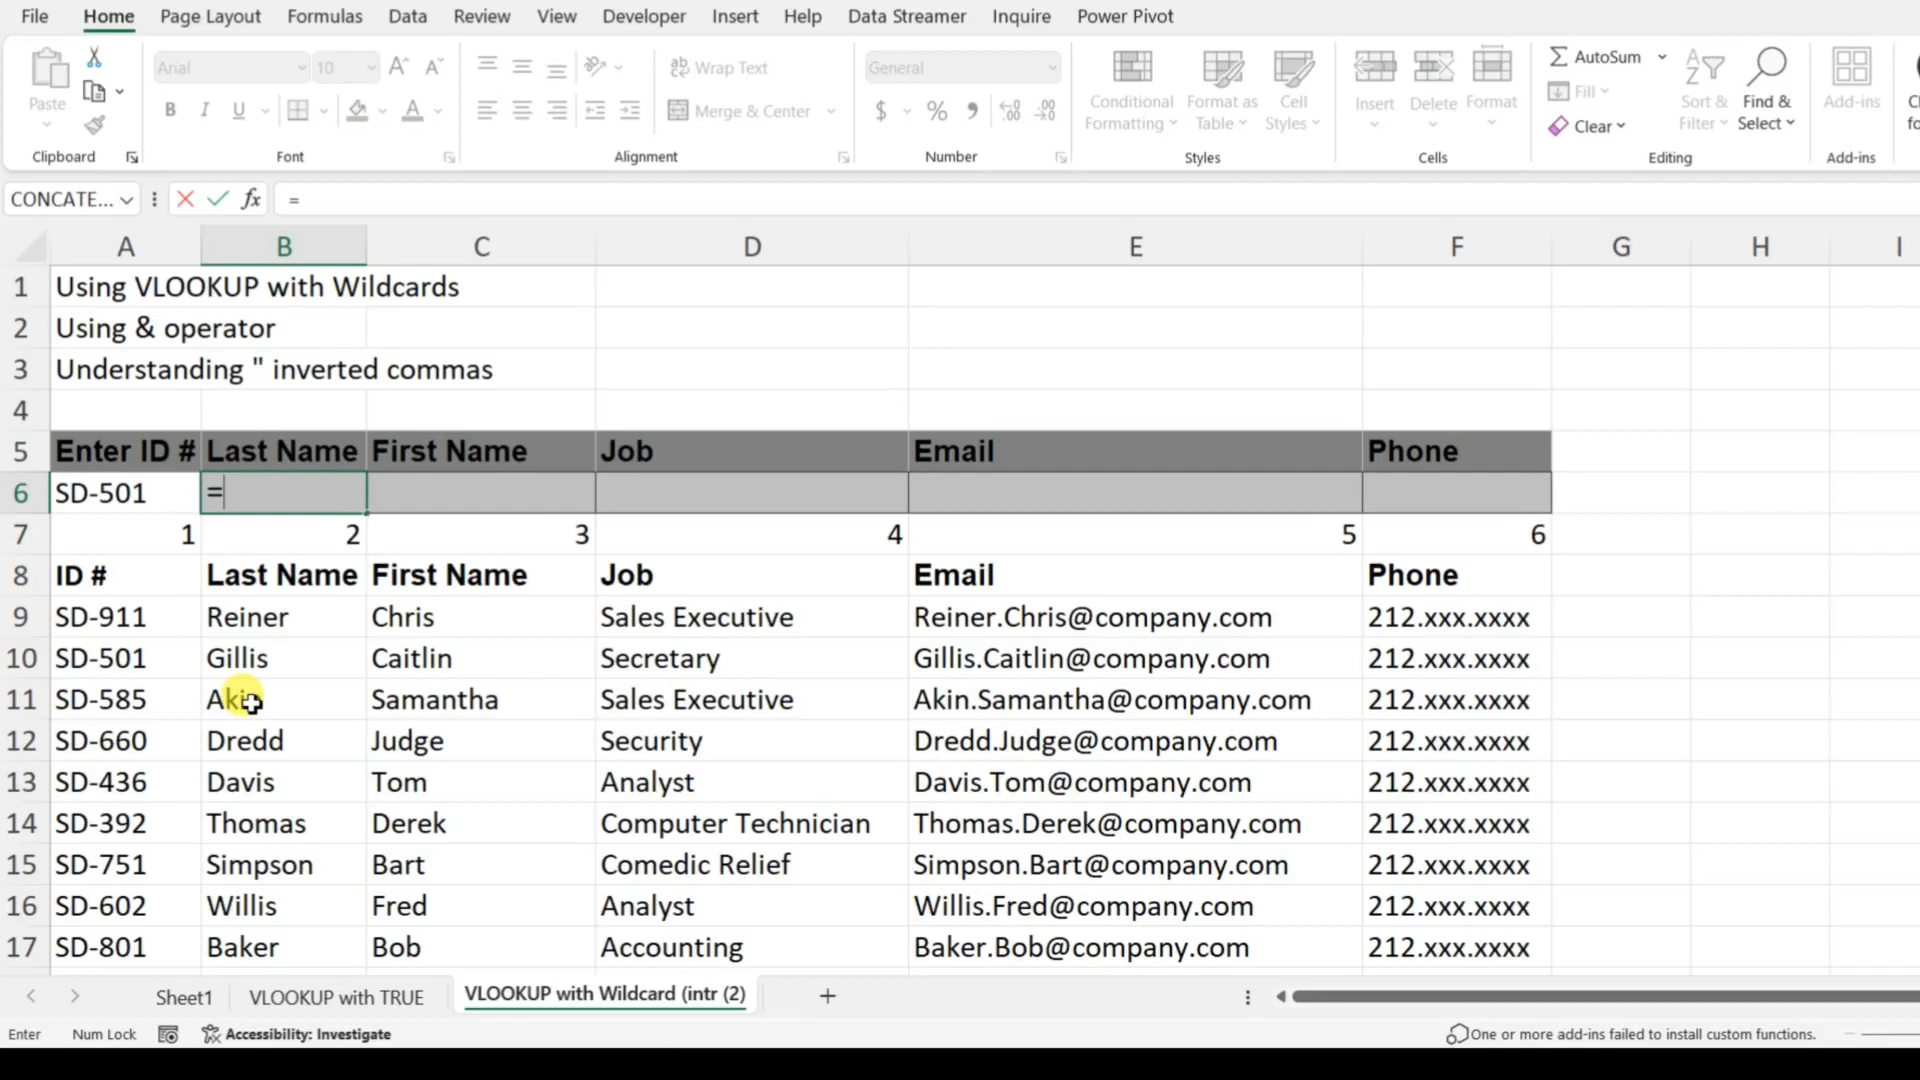 File Home Page Layout Formulas Data Review View Developer Insert Help Data Streamer Inquire Power Pivot
Paste
Arial 10
B I U
ab Wrap Text
Merge & Center
General
$ %
Conditional Formatting
Format as Table
Cell Styles
Insert Delete Format
AutoSum
Fill
Clear
Sort & Filter
Find & Select
Add-ins
Clipboard Font Alignment Number Styles Cells Editing Add-ins
CONCATE... fx =
A B C D E F G H I
1 Using VLOOKUP with Wildcards
2 Using & operator
3 Understanding " inverted commas
4
5 Enter ID # Last Name First Name Job Email Phone
6 SD-501 =
7 1 2 3 4 5 6
8 ID # Last Name First Name Job Email Phone
9 SD-911 Reiner Chris Sales Executive Reiner.Chris@company.com 212.xxx.xxxx
10 SD-501 Gillis Caitlin Secretary Gillis.Caitlin@company.com 212.xxx.xxxx
11 SD-585 Akin Samantha Sales Executive Akin.Samantha@company.com 212.xxx.xxxx
12 SD-660 Dredd Judge Security Dredd.Judge@company.com 212.xxx.xxxx
13 SD-436 Davis Tom Analyst Davis.Tom@company.com 212.xxx.xxxx
14 SD-392 Thomas Derek Computer Technician Thomas.Derek@company.com 212.xxx.xxxx
15 SD-751 Simpson Bart Comedic Relief Simpson.Bart@company.com 212.xxx.xxxx
16 SD-602 Willis Fred Analyst Willis.Fred@company.com 212.xxx.xxxx
17 SD-801 Baker Bob Accounting Baker.Bob@company.com 212.xxx.xxxx
Sheet1 VLOOKUP with TRUE VLOOKUP with Wildcard (intr (2) +
Enter Num Lock Accessibility: Investigate One or more add-ins failed to install custom functions.